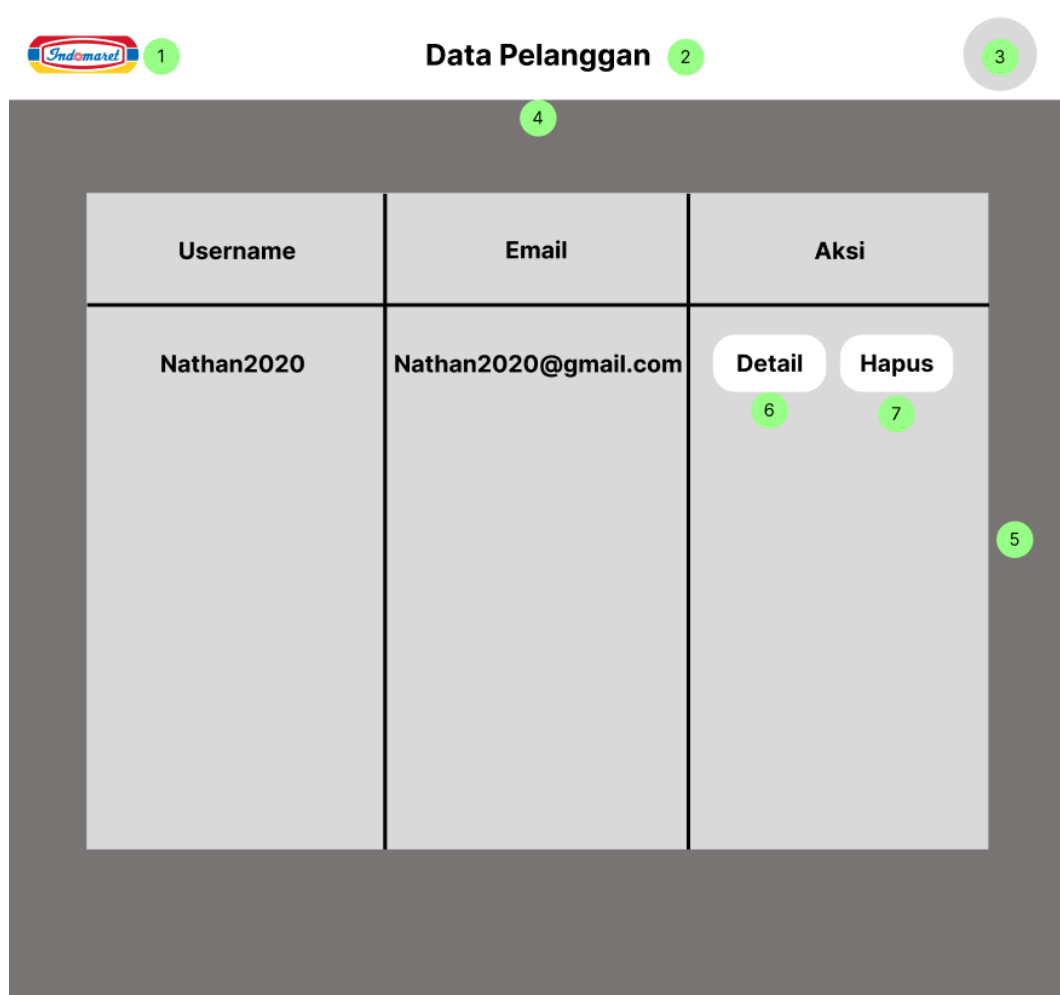 Indomaret 1 Data Pelanggan 2 3
4
Username Email Aksi
Nathan2020 Nathan2020@gmail.com Detail Hapus
6 7
5